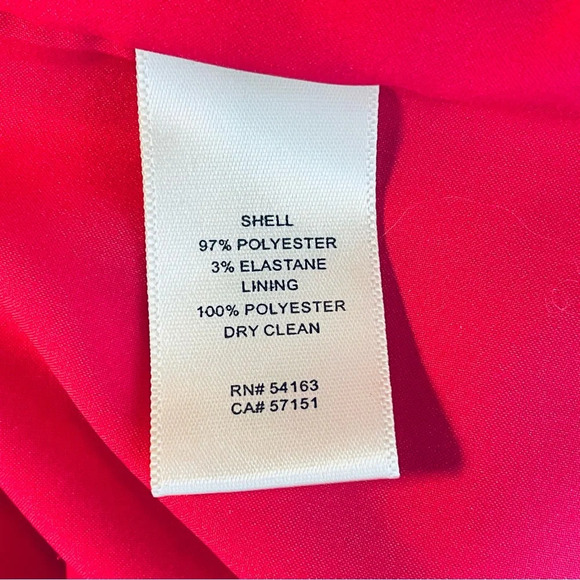 SHELL
97% POLYESTER
3% ELASTANE
LINING
100% POLYESTER
DRY CLEAN
RN# 54163
CA# 57151